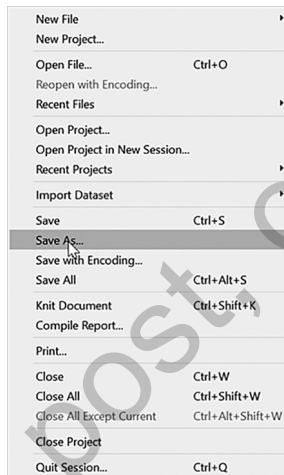 New File
New Project...
Open File... Ctrl+O
Reopen with Encoding...
Recent Files
Open Project...
Open Project in New Session...
Recent Projects
Import Dataset
Save Ctrl+S
Save As...
Save with Encoding...
Save All Ctrl+Alt+S
Knit Document Ctrl+Shift+K
Compile Report...
Print...
Close Ctrl+W
Close All Ctrl+Shift+W
Close All Except Current Ctrl+Alt+Shift+W
Close Project
Quit Session... Ctrl+Q
post,